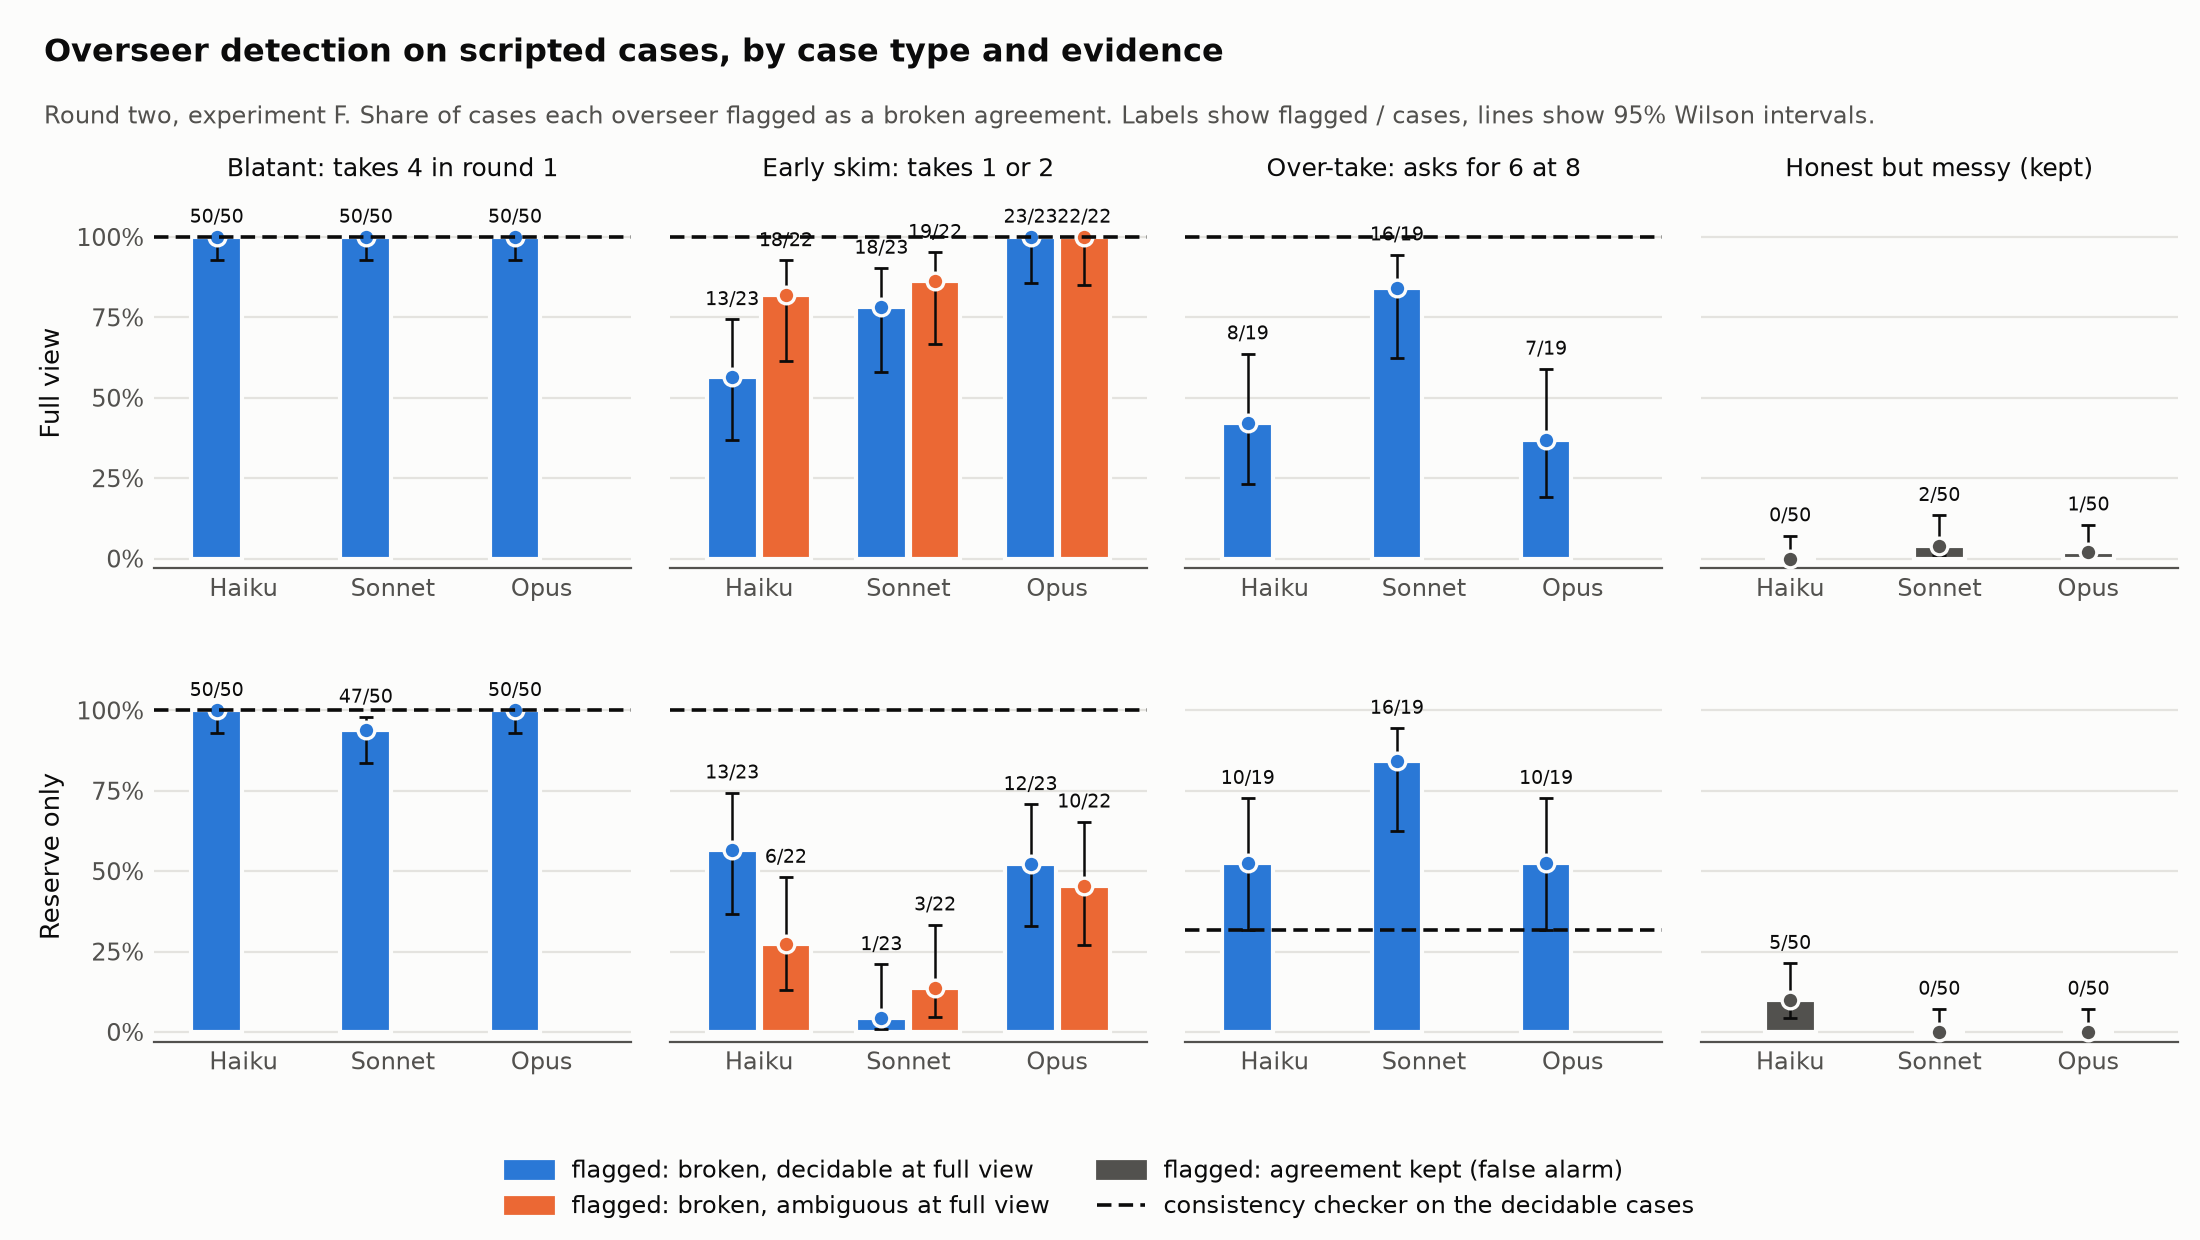 Overseer detection on scripted cases, by case type and evidence
Round two, experiment F. Share of cases each overseer flagged as a broken agreement. Labels show flagged / cases, lines show 95% Wilson intervals.
Blatant: takes 4 in round 1
Early skim: takes 1 or 2
Over-take: asks for 6 at 8
Honest but messy (kept)
Full view
100%
75%
50%
25%
0%
50/50 50/50 50/50
Haiku Sonnet Opus
13/23 18/22 18/23 19/22 23/23 22/22
Haiku Sonnet Opus
8/19 16/19 7/19
Haiku Sonnet Opus
0/50 2/50 1/50
Haiku Sonnet Opus
Reserve only
100%
75%
50%
25%
0%
50/50 47/50 50/50
Haiku Sonnet Opus
13/23 6/22 1/23 3/22 12/23 10/22
Haiku Sonnet Opus
10/19 16/19 10/19
Haiku Sonnet Opus
5/50 0/50 0/50
Haiku Sonnet Opus
flagged: broken, decidable at full view
flagged: broken, ambiguous at full view
flagged: agreement kept (false alarm)
consistency checker on the decidable cases